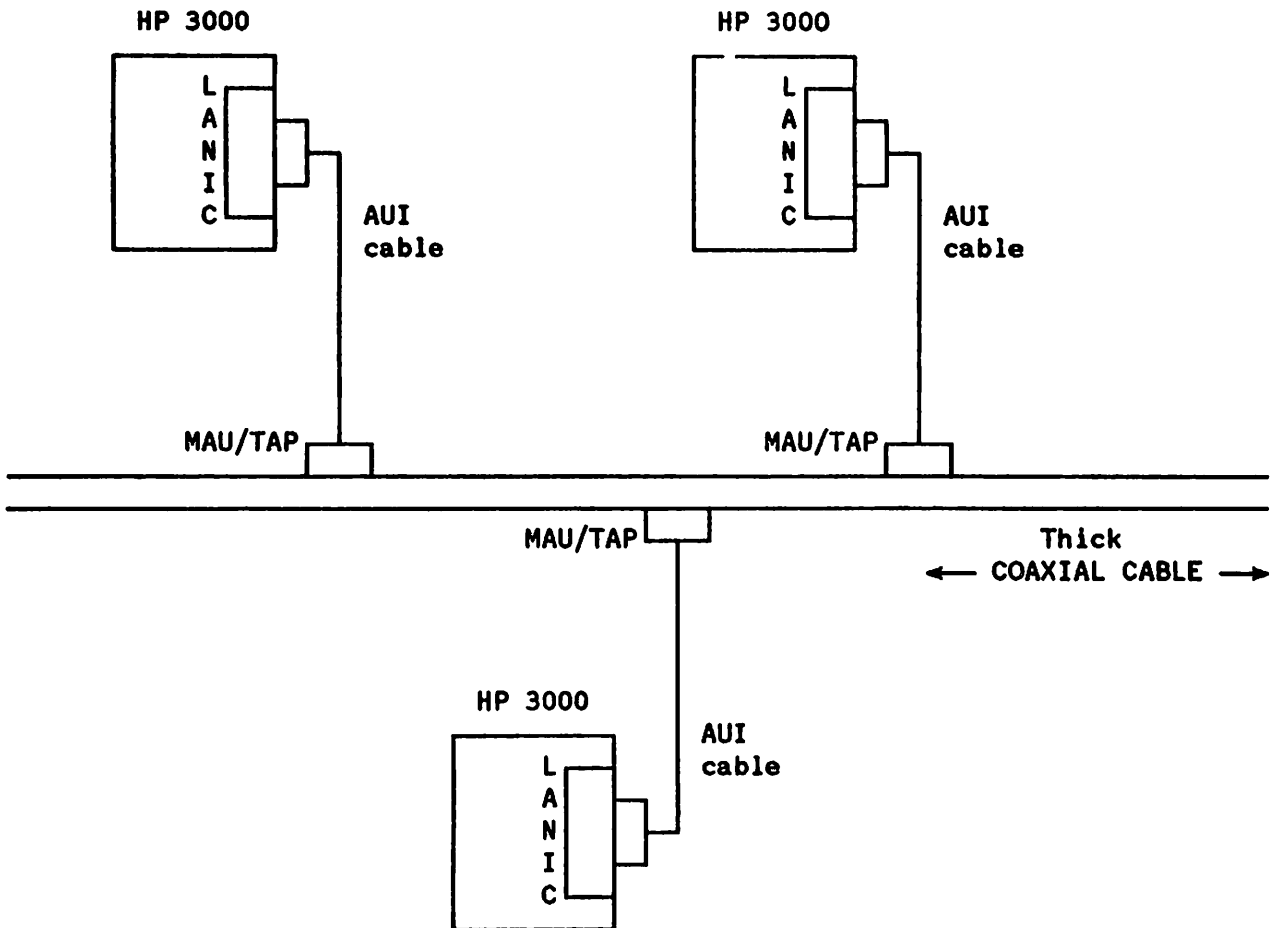 HP 3000
HP 3000
L
A
N
I
C
L
A
N
I
C
AUI
cable
AUI
cable
MAU/TAP
MAU/TAP
MAU/TAP
Thick
← COAXIAL CABLE →
HP 3000
L
A
N
I
C
AUI
cable